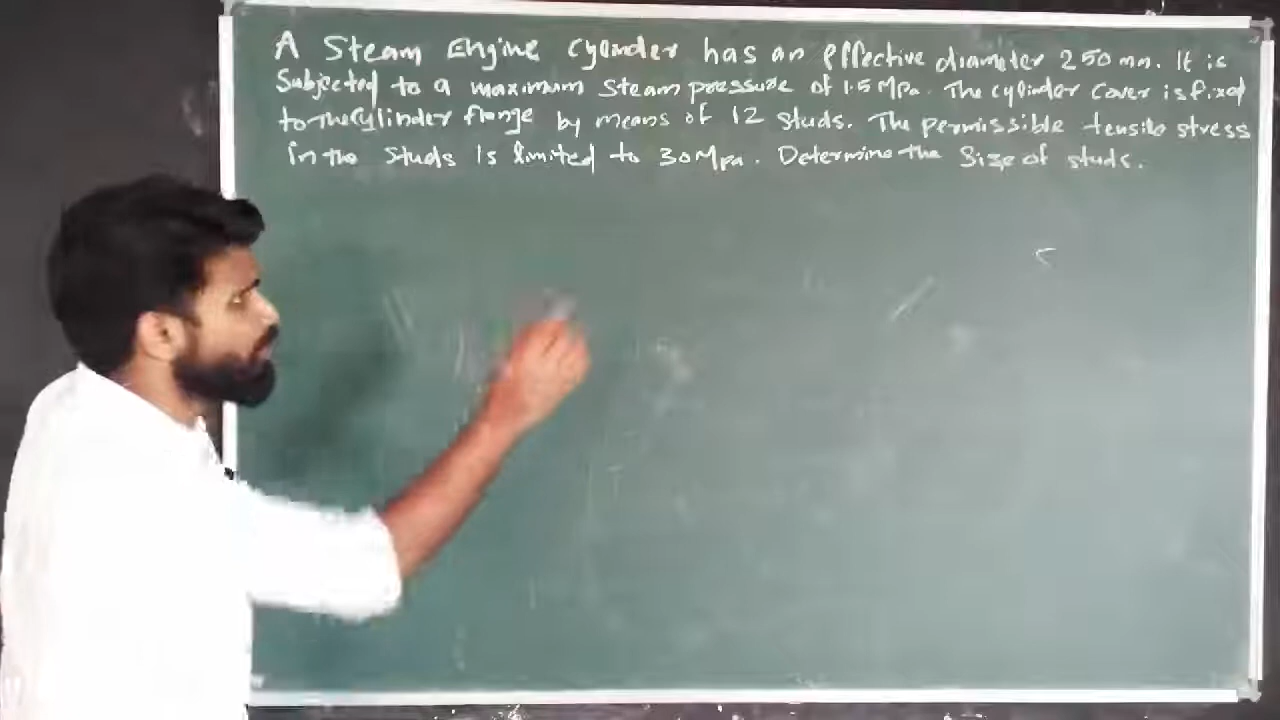 A Steam Engine Cylinder has an effective diameter 250 mm. It is
Subjected to a maximum steam pressure of 1.5 MPa. The cylinder cover is fixed
to the cylinder flange by means of 12 studs. The permissible tensile stress
in the studs is limited to 30 Mpa. Determine the Size of studs.